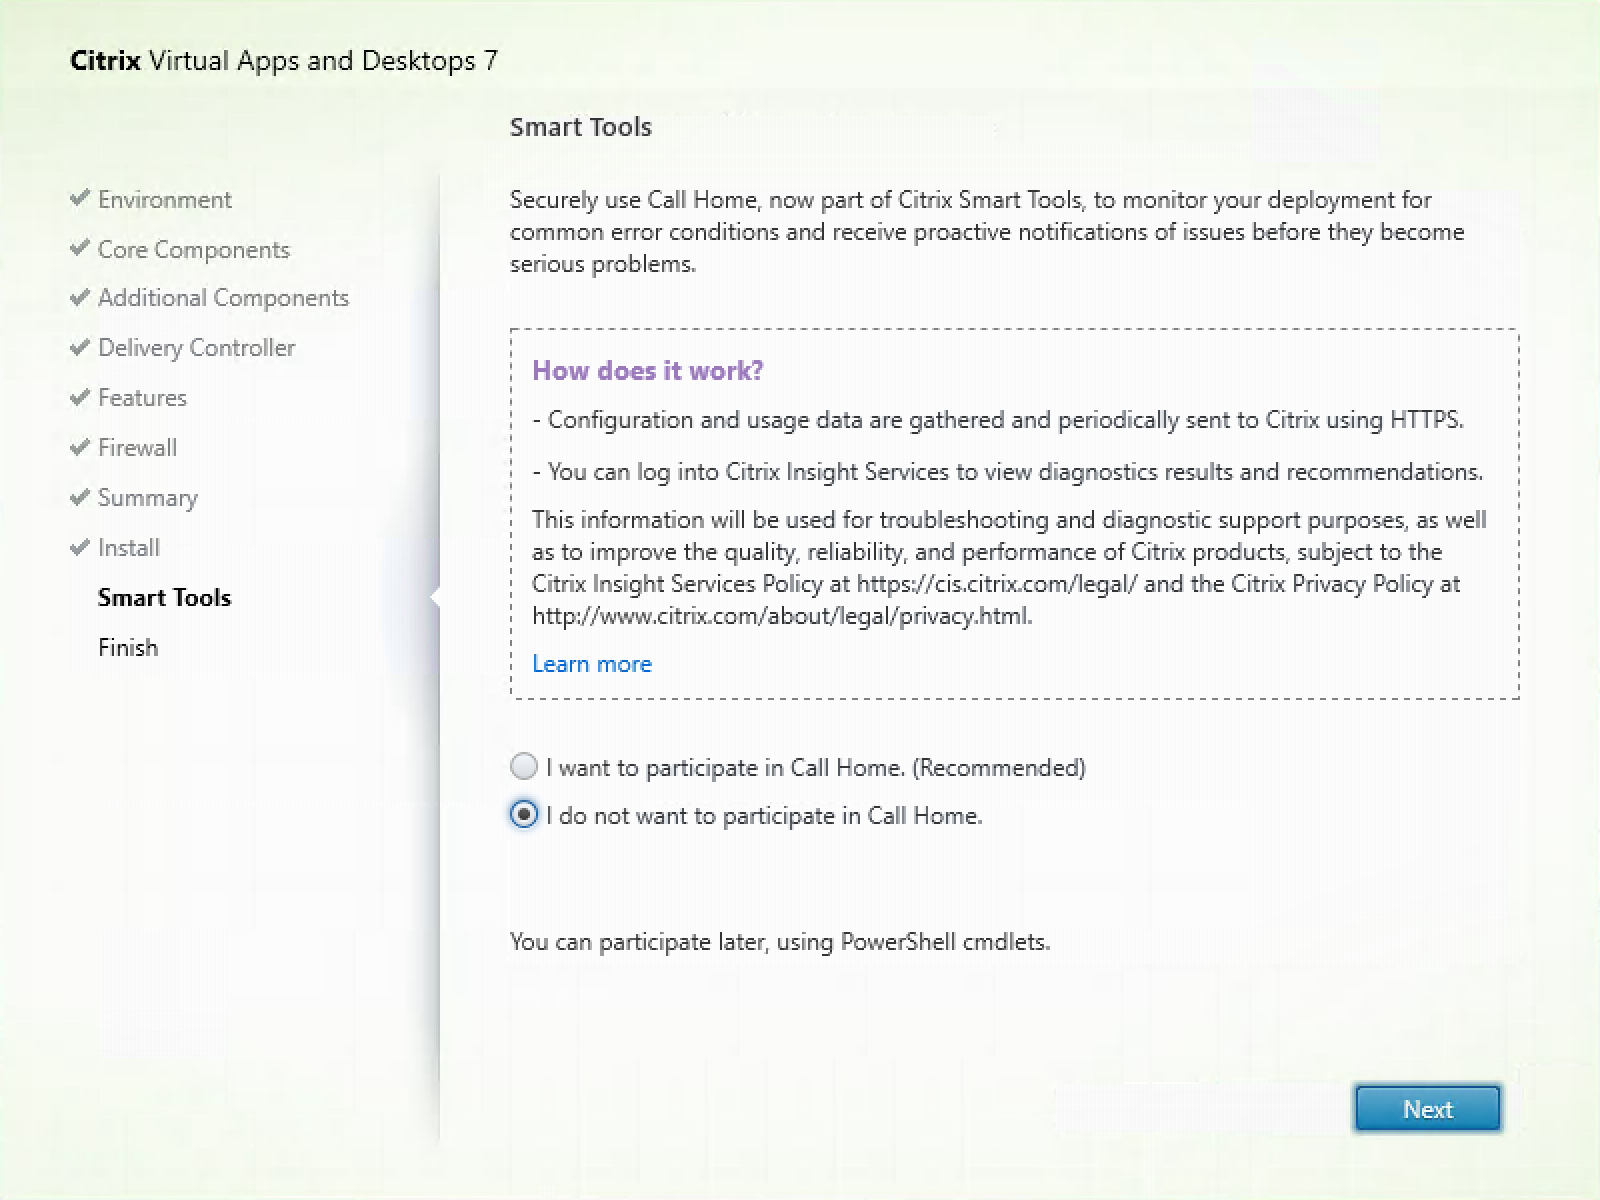 Citrix Virtual Apps and Desktops 7
Smart Tools
Environment
Core Components
Additional Components
Delivery Controller
Features
Firewall
Summary
Install
Smart Tools
Finish
Securely use Call Home, now part of Citrix Smart Tools, to monitor your deployment for
common error conditions and receive proactive notifications of issues before they become
serious problems.
How does it work?
- Configuration and usage data are gathered and periodically sent to Citrix using HTTPS.
- You can log into Citrix Insight Services to view diagnostics results and recommendations.
This information will be used for troubleshooting and diagnostic support purposes, as well
as to improve the quality, reliability, and performance of Citrix products, subject to the
Citrix Insight Services Policy at https://cis.citrix.com/legal/ and the Citrix Privacy Policy at
http://www.citrix.com/about/legal/privacy.html.
Learn more
I want to participate in Call Home. (Recommended)
I do not want to participate in Call Home.
You can participate later, using PowerShell cmdlets.
Next